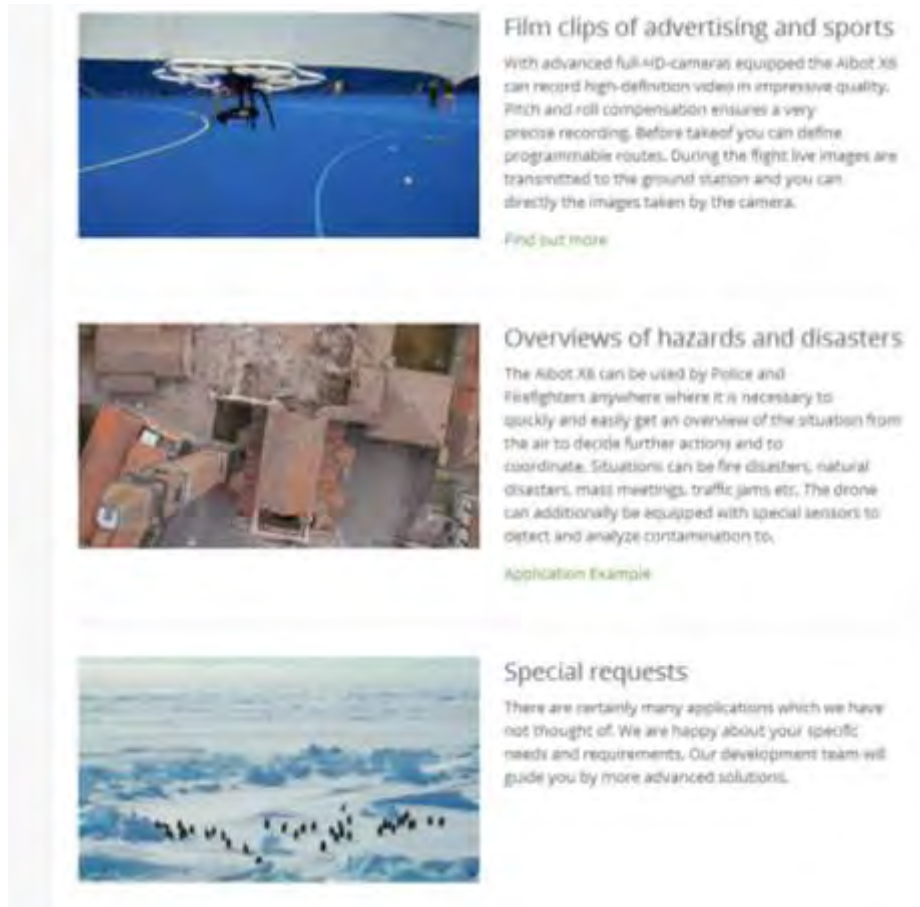 Film clips of advertising and sports
With advanced full-HD-cameras equipped the Aibot X6
can record high-definition video in impressive quality.
Pitch and roll compensation ensures a very
precise recording. Before takeof you can define
programmable routes. During the flight live images are
transmitted to the ground station and you can
directly the images taken by the camera.
Find out more
Overviews of hazards and disasters
The Aibot X6 can be used by Police and
Firefighters anywhere where it is necessary to
quickly and easily get an overview of the situation from
the air to decide further actions and to
coordinate. Situations can be fire disasters, natural
disasters, mass meetings, traffic jams etc. The drone
can additionally be equipped with special sensors to
detect and analyze contamination to.
Application Example
Special requests
There are certainly many applications which we have
not thought of. We are happy about your specific
needs and requirements. Our development team will
guide you by more advanced solutions.